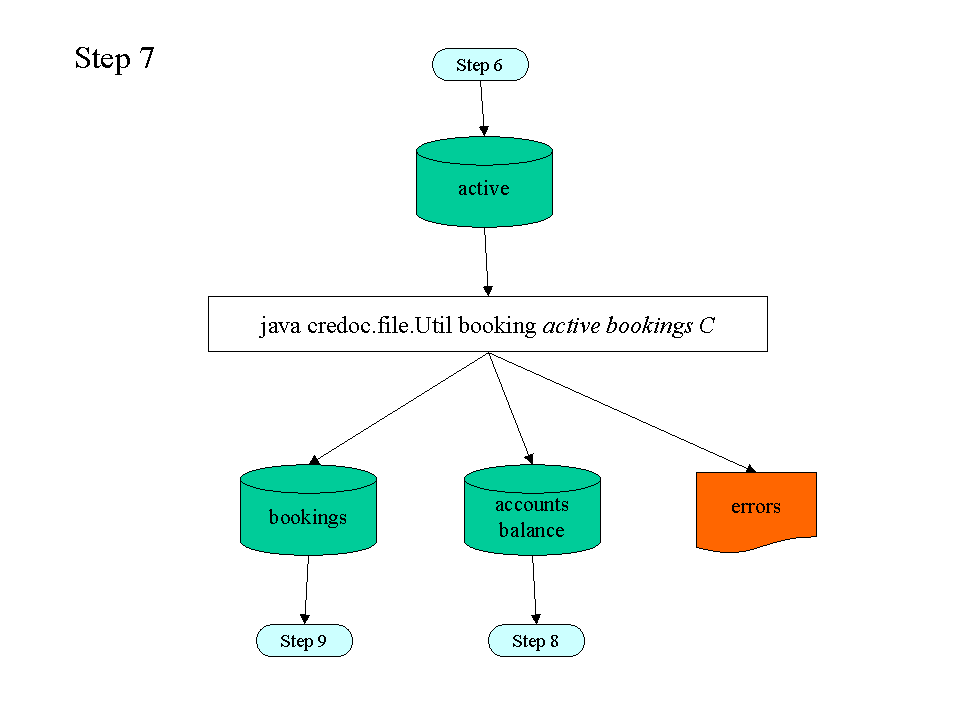 Step 7
Step 6
active
java credoc.file.Util booking active bookings C
bookings
accounts
balance
errors
Step 9
Step 8